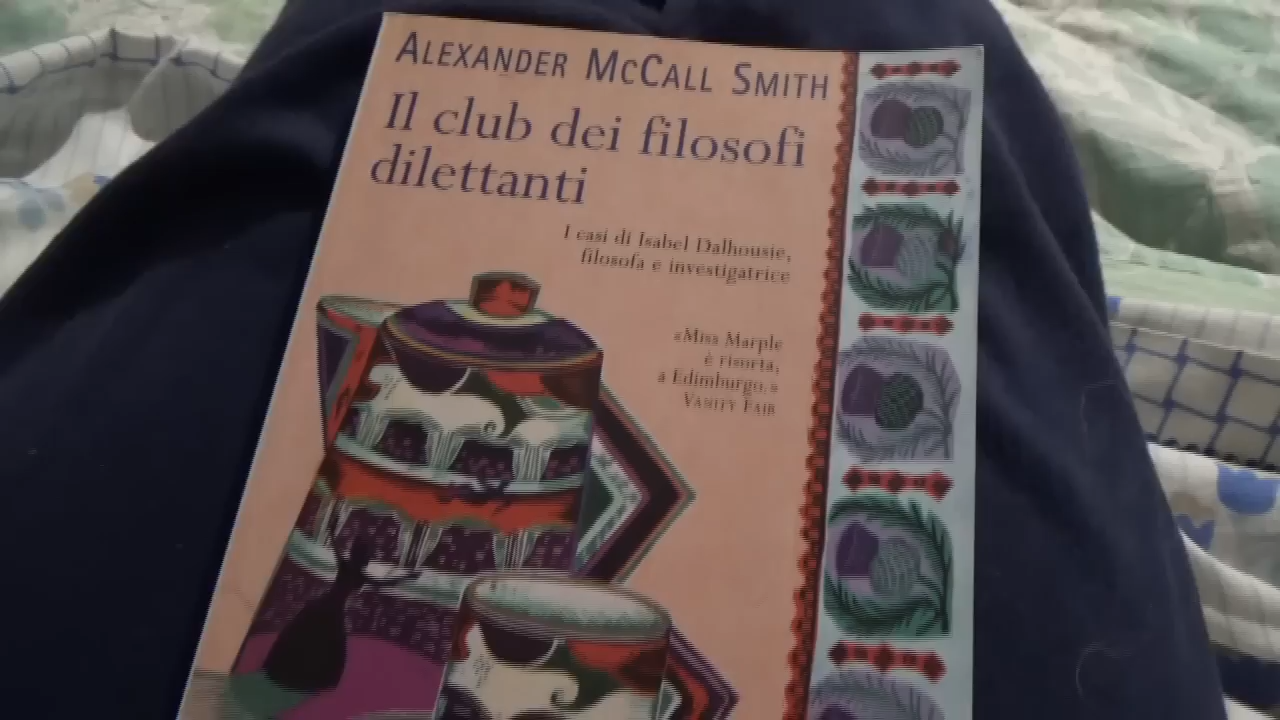 ALEXANDER MCCALL SMITH
Il club dei filosofi
dilettanti
I casi di Isabel Dalhousie,
filosofa e investigatrice
«Miss Marple
è risorta,
a Edimburgo.»
VANITY FAIR